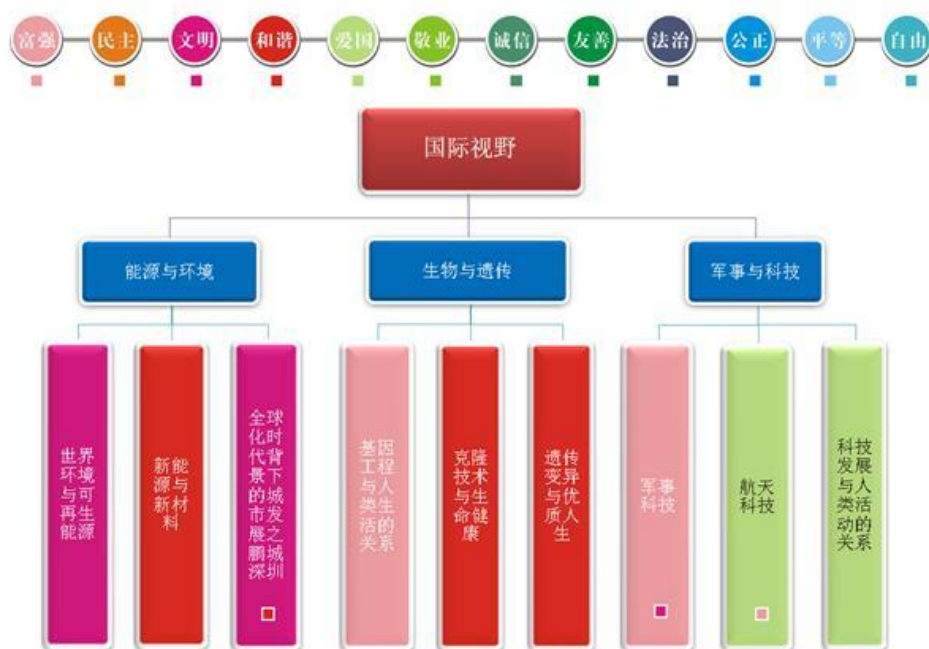 富强 民主 文明 和谐 爱国 敬业 诚信 友善 法治 公正 平等 自由
国际视野
能源与环境
生物与遗传
军事与科技
世界
环境
与可
再生
能源
新能
源与
新材
料
全球
化时
代背
景下
的城
市发
展之
鹏城
深圳
基因
工程
与人
类生
活的
关系
克隆
技术
与生
命健
康
遗传
变异
与优
质人
生
军事
科技
航天
科技
科技
发展
与人
类活
动的
关系